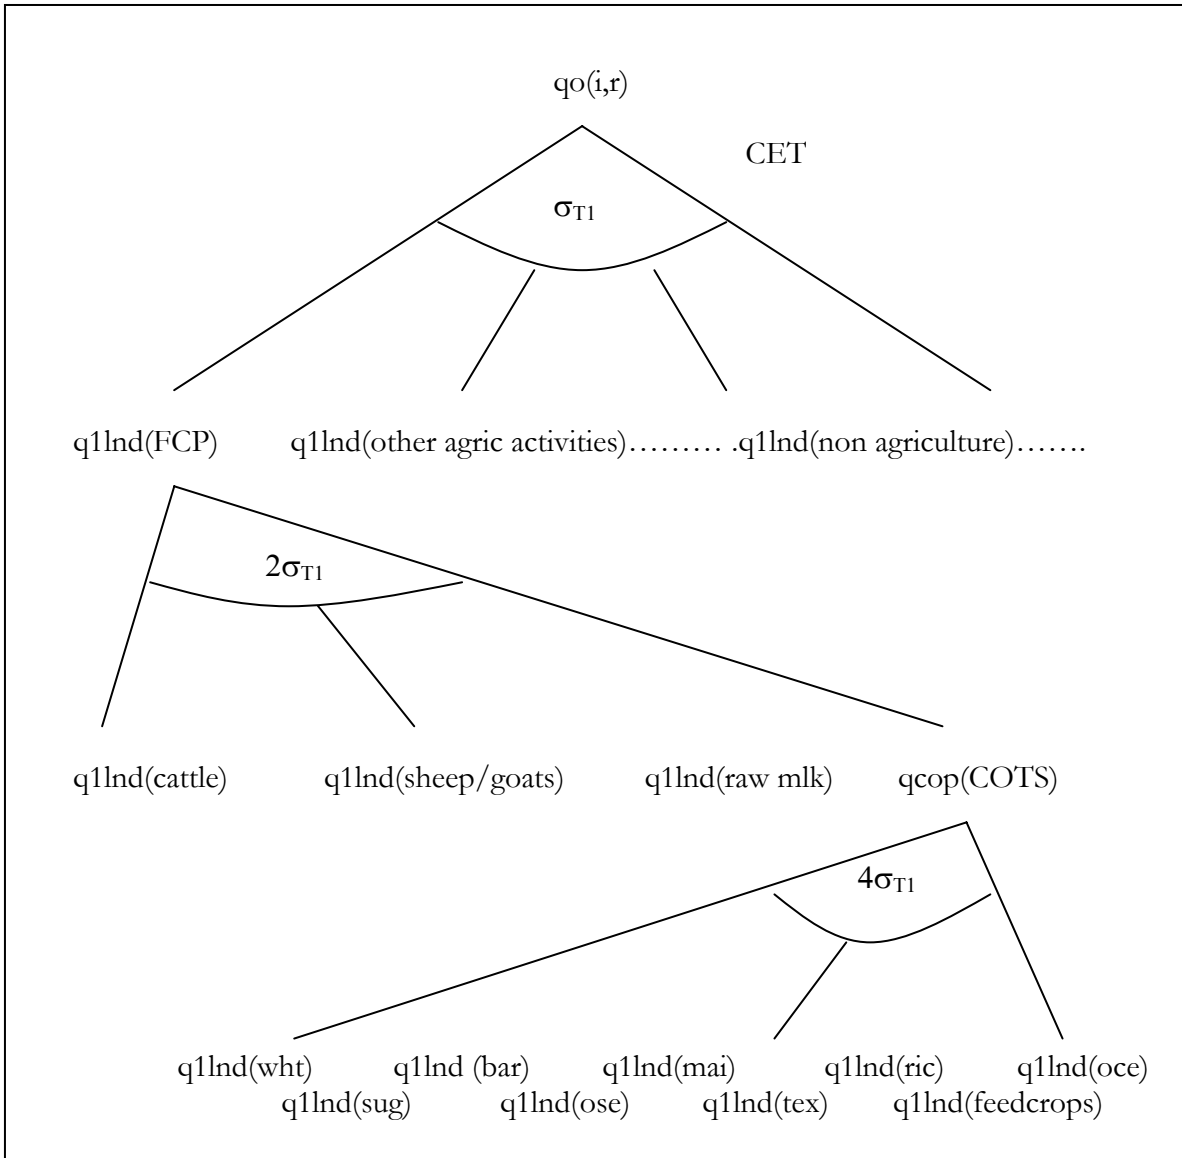 qo(i,r)
CET
σT1
q1lnd(FCP) q1lnd(other agric activities)……… .q1lnd(non agriculture)…….
2σT1
q1lnd(cattle) q1lnd(sheep/goats) q1lnd(raw mlk) qcop(COTS)
4σT1
q1lnd(wht) q1lnd (bar) q1lnd(mai) q1lnd(ric) q1lnd(oce)
q1lnd(sug) q1lnd(ose) q1lnd(tex) q1lnd(feedcrops)